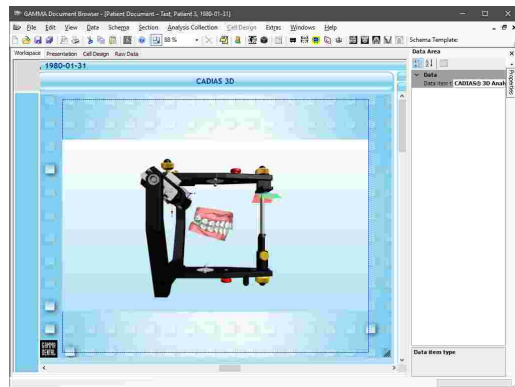 GAMMA Document Browser - [Patient Document - Test, Patient 3, 1980-01-31]
File Edit View Data Scheme Section Analysis Collection Cell Design Extras Windows Help
88 % Schema Template:
Workspace Presentation Cell Design Raw Data
Data Area
1980-01-31
CADIAS 3D
Data
Data item t CADIAS® 3D Anal
Properties
GAMMA
DENTAL
Data item type